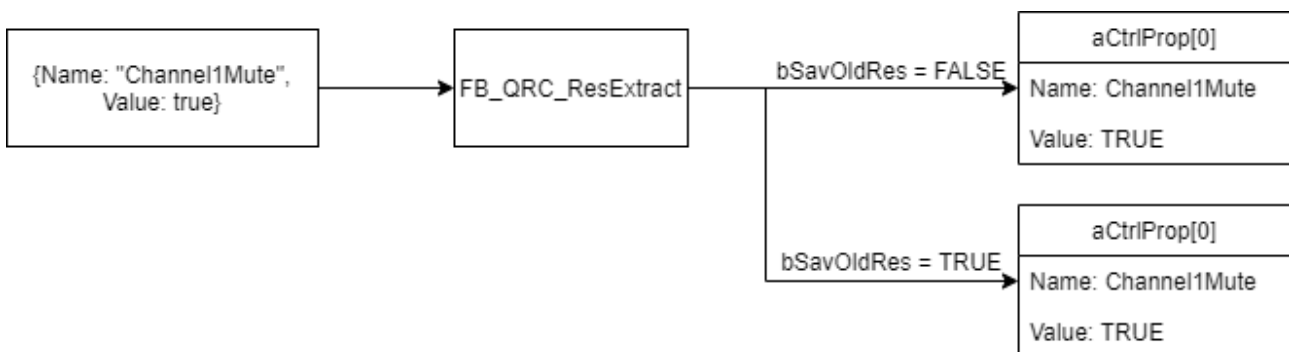 {Name: "Channel1Mute",
Value: true}
FB_QRC_ResExtract
bSavOldRes = FALSE
aCtrlProp[0]
Name: Channel1Mute
Value: TRUE
bSavOldRes = TRUE
aCtrlProp[0]
Name: Channel1Mute
Value: TRUE